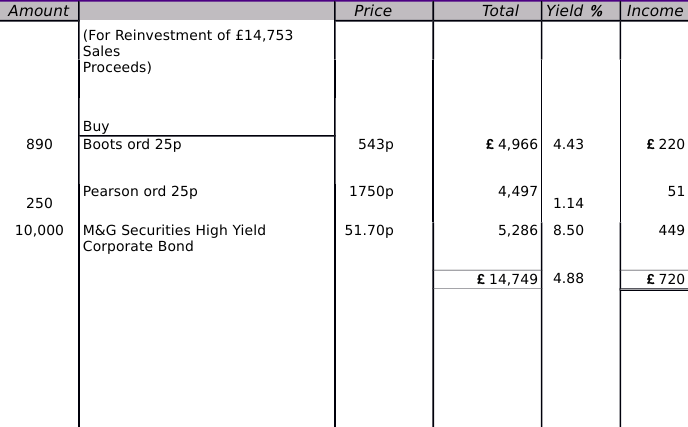 Amount Price Total Yield % Income
(For Reinvestment of £14,753
Sales
Proceeds)
Buy
890 Boots ord 25p 543p £ 4,966 4.43 £ 220
Pearson ord 25p 1750p 4,497 51
250 1.14
10,000 M&G Securities High Yield 51.70p 5,286 8.50 449
Corporate Bond
£ 14,749 4.88 £ 720